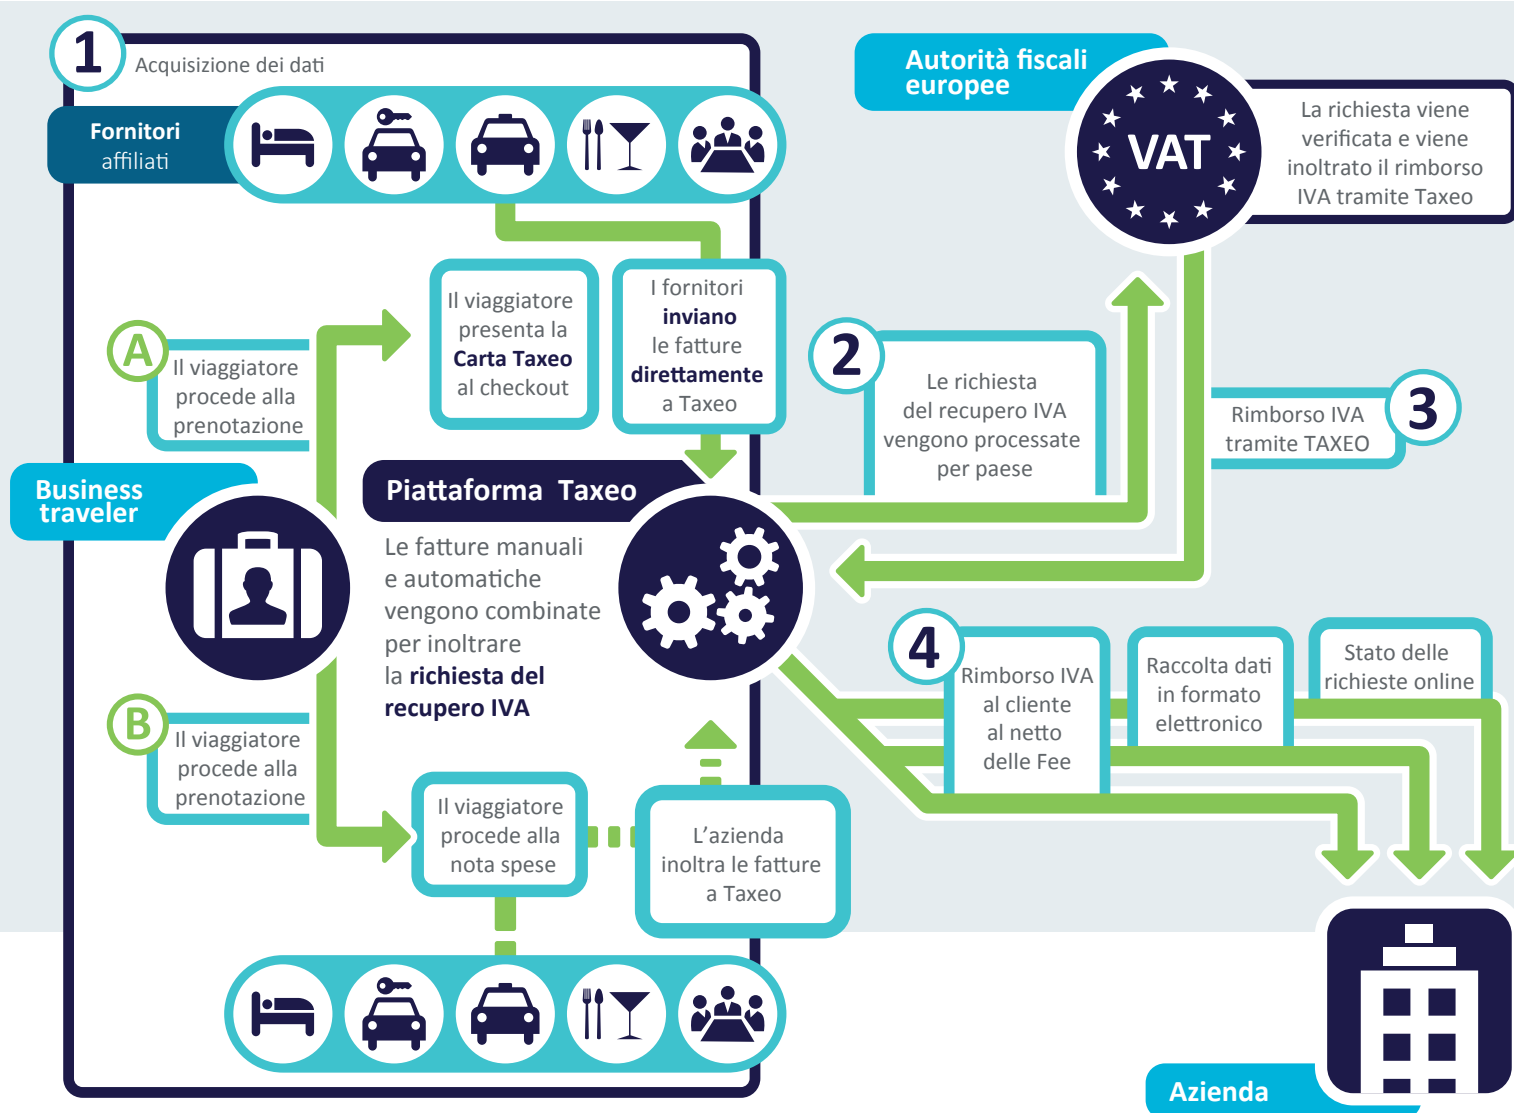 1
Acquisizione dei dati
Fornitori
affiliati
Autorità fiscali
europee
VAT
La richiesta viene
verificata e viene
inoltrato il rimborso
IVA tramite Taxeo
A
Il viaggiatore
procede alla
prenotazione
Il viaggiatore
presenta la
Carta Taxeo
al checkout
I fornitori
inviano
le fatture
direttamente
a Taxeo
2
Le richiesta
del recupero IVA
vengono processate
per paese
3
Rimborso IVA
tramite TAXEO
Business
traveler
Piattaforma Taxeo
Le fatture manuali
e automatiche
vengono combinate
per inoltrare
la richiesta del
recupero IVA
4
Rimborso IVA
al cliente
al netto
delle Fee
Raccolta dati
in formato
elettronico
Stato delle
richieste online
B
Il viaggiatore
procede alla
prenotazione
Il viaggiatore
procede alla
nota spese
L'azienda
inoltra le fatture
a Taxeo
Azienda